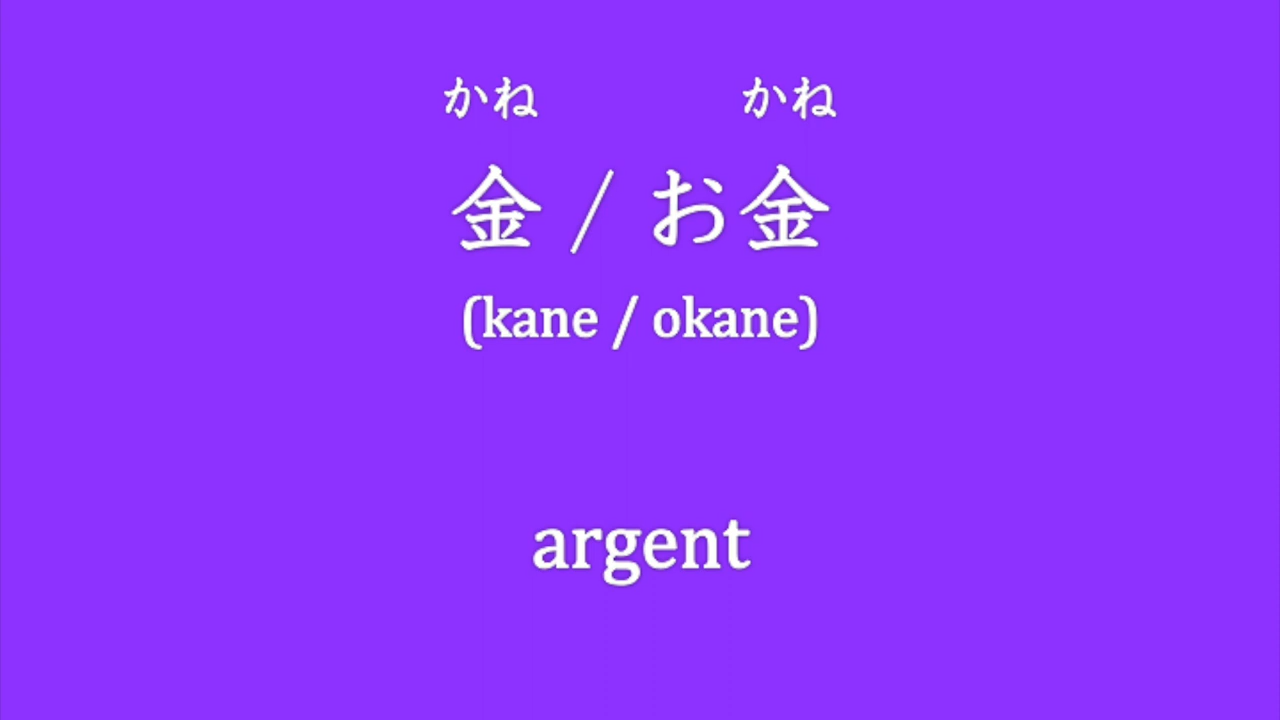 かね かね
金 / お金
(kane / okane)
argent